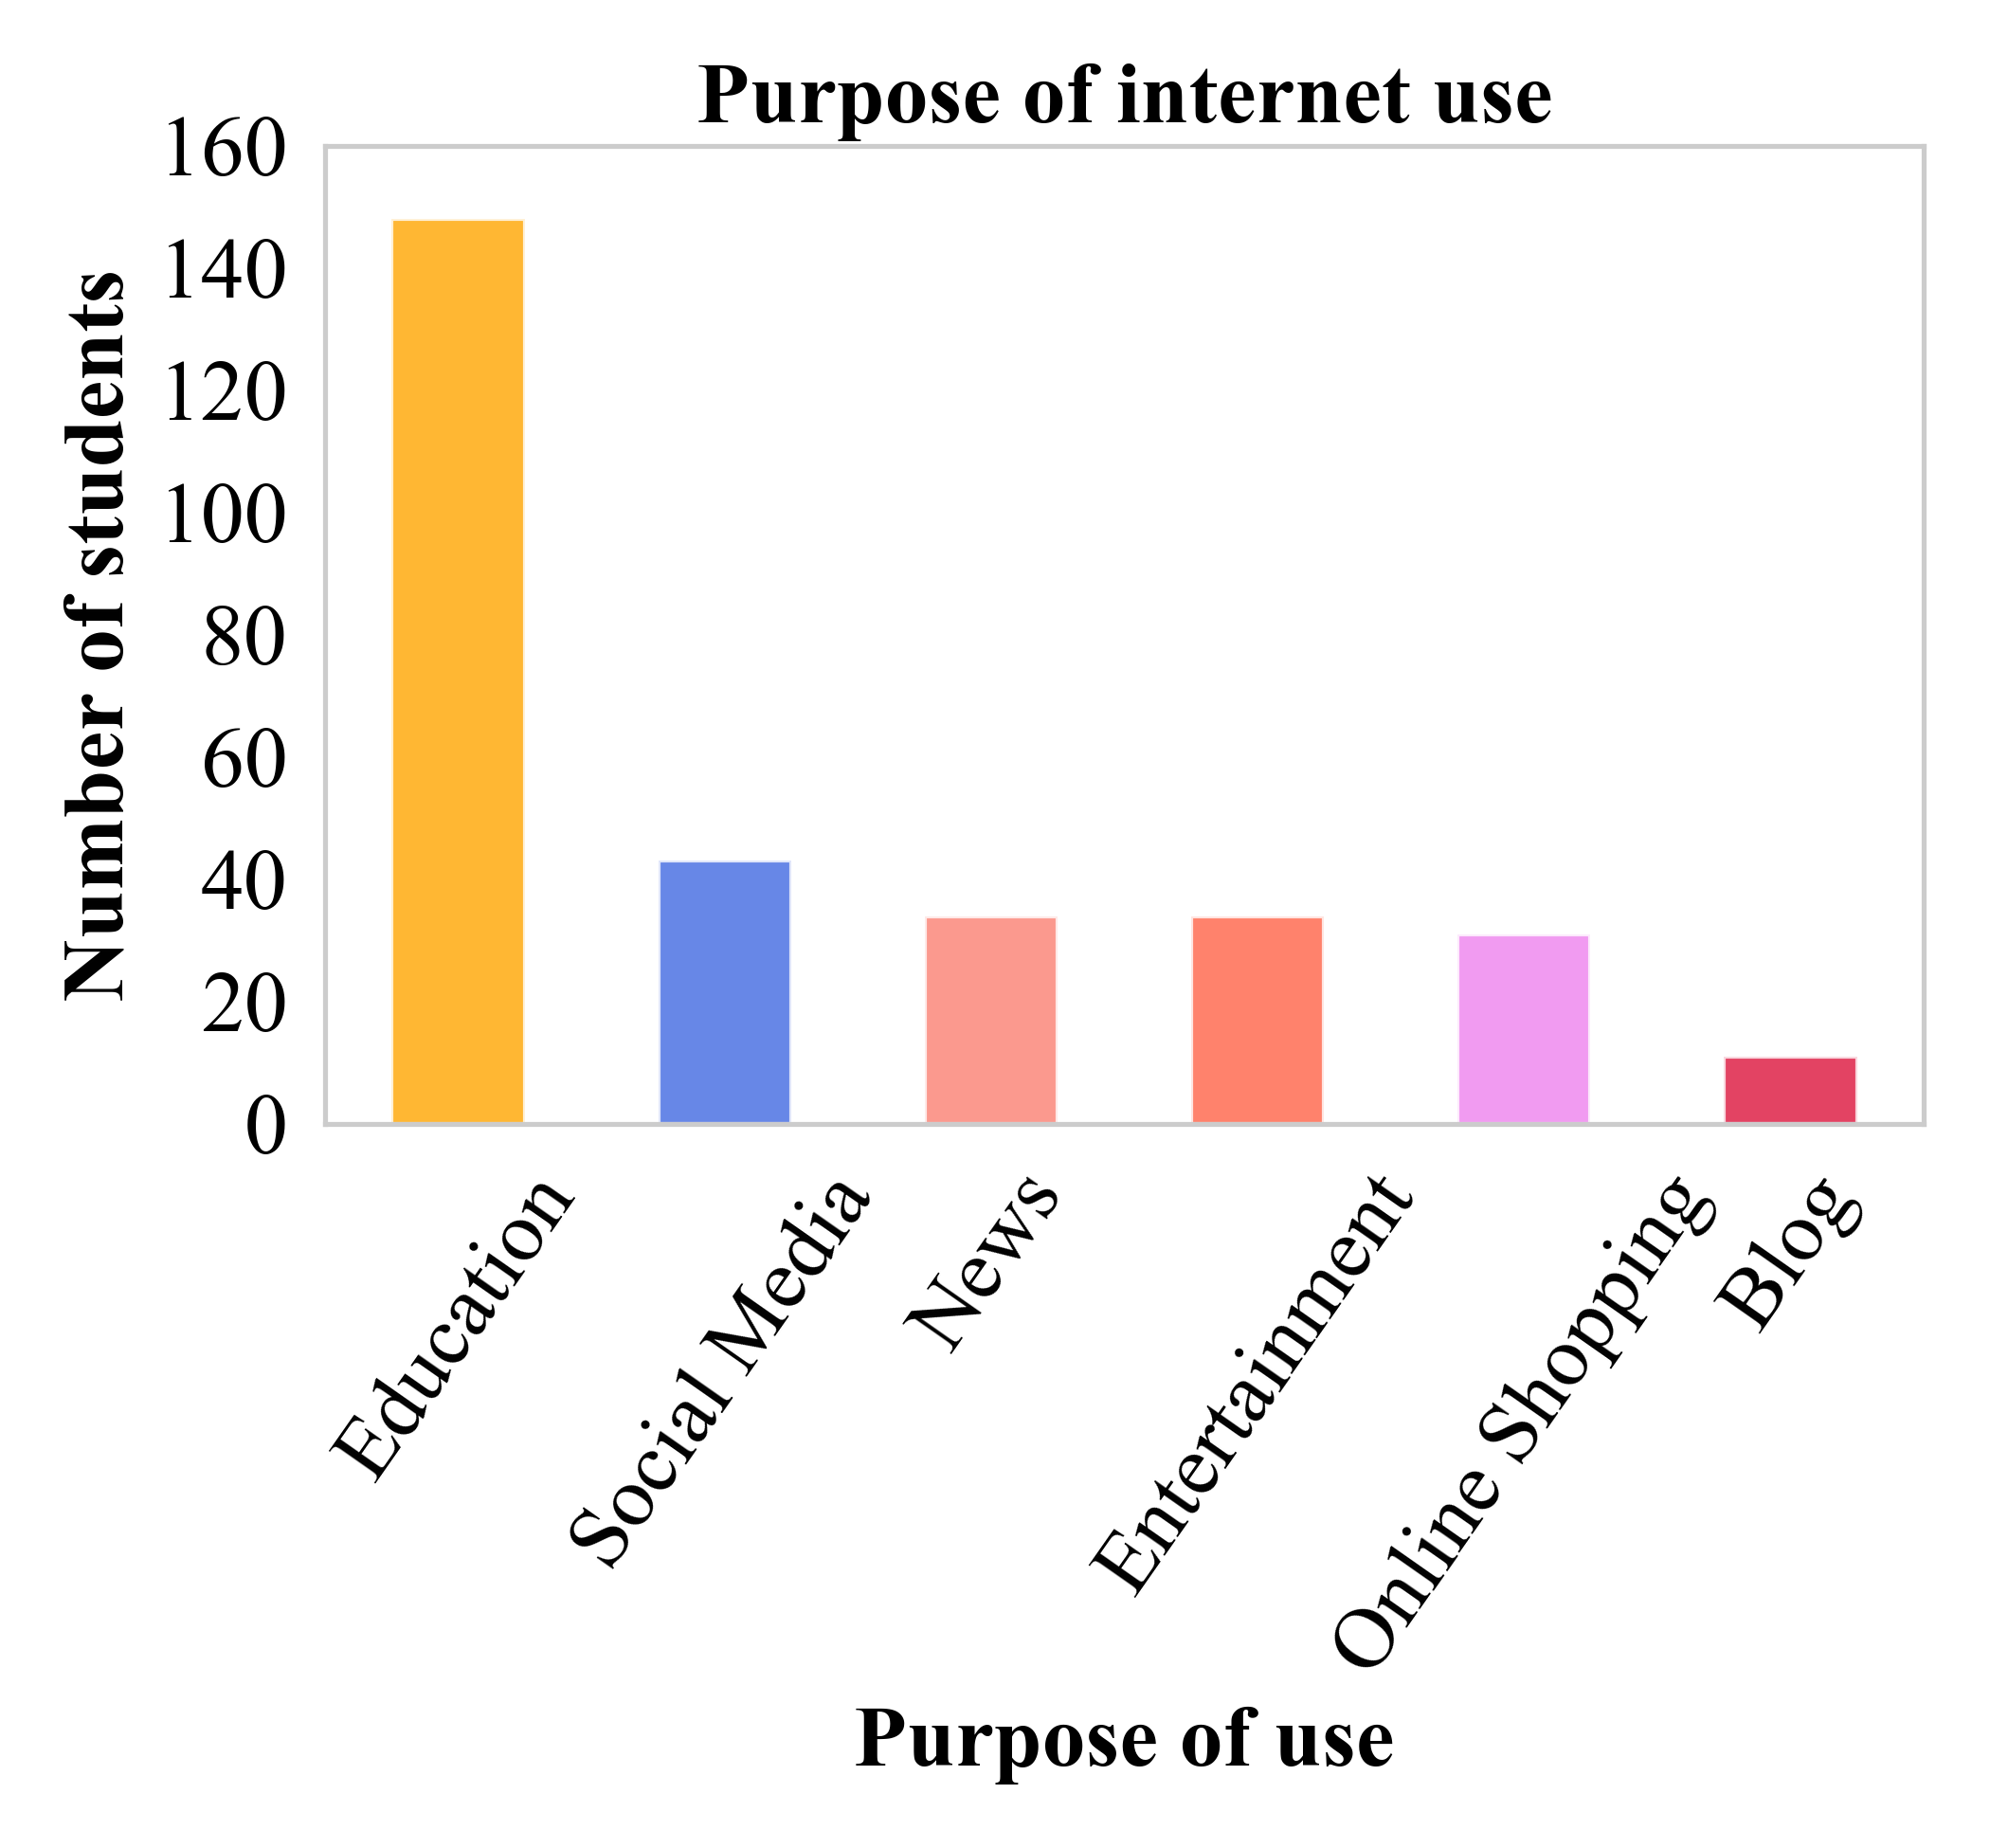 Purpose of internet use
Number of students
160
140
120
100
80
60
40
20
0
Education
Social Media
News
Entertainment
Online Shopping
Blog
Purpose of use